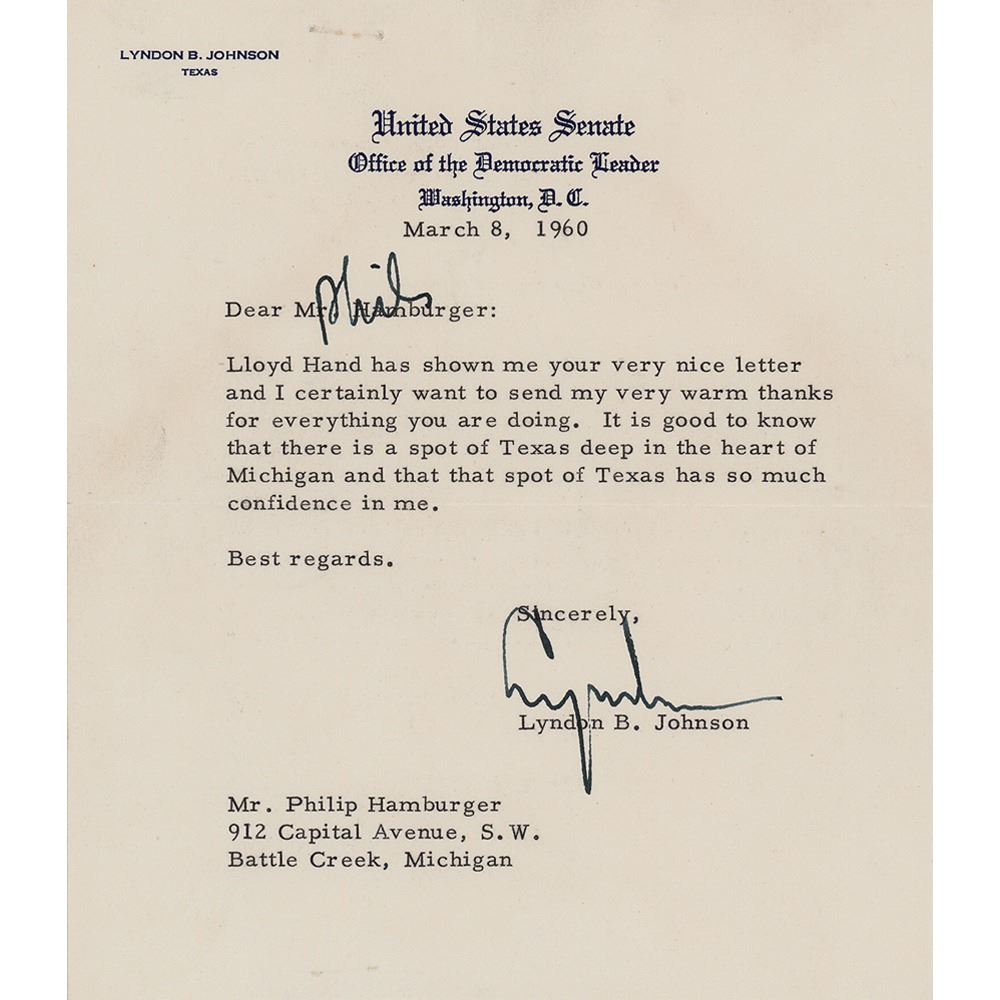 LYNDON B. JOHNSON
TEXAS
United States Senate
Office of the Democratic Leader
Washington, D. C.
March 8, 1960
Phil
Dear Mr. Hamburger:
Lloyd Hand has shown me your very nice letter
and I certainly want to send my very warm thanks
for everything you are doing. It is good to know
that there is a spot of Texas deep in the heart of
Michigan and that that spot of Texas has so much
confidence in me.
Best regards.
Sincerely,
Lyndon
Lyndon B. Johnson
Mr. Philip Hamburger
912 Capital Avenue, S.W.
Battle Creek, Michigan